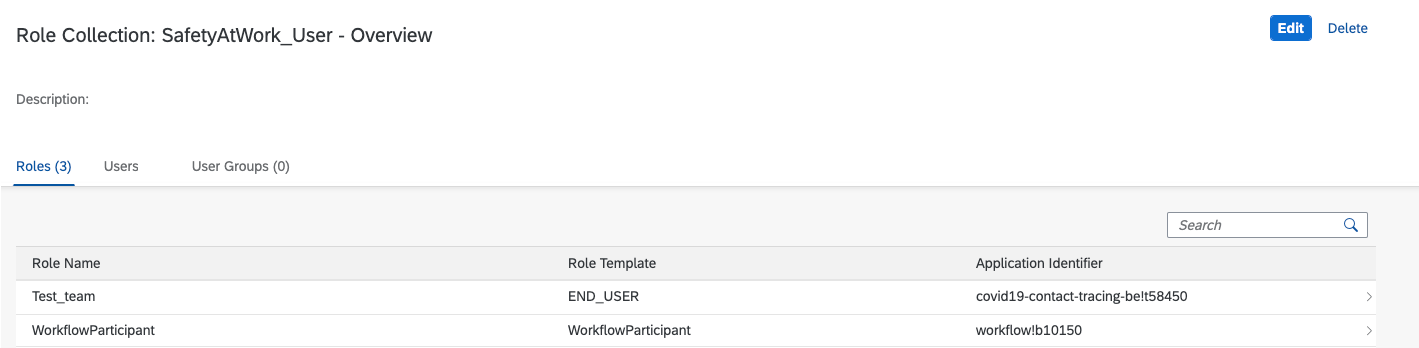 Role Collection: SafetyAtWork_User - Overview
Edit
Delete
Description:
Roles (3)
Users
User Groups (0)
Search
Role Name
Role Template
Application Identifier
Test_team
END_USER
covid19-contact-tracing-be!t58450
WorkflowParticipant
WorkflowParticipant
workflow!b10150